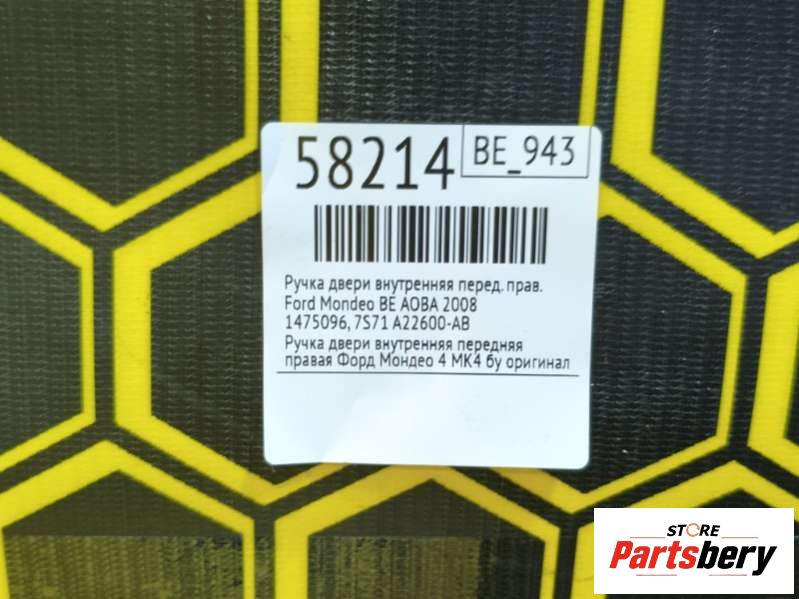 58214
BE_943
Ручка двери внутренняя перед. прав.
Ford Mondeo BE AOBA 2008
1475096, 7S71 A22600-AB
Ручка двери внутренняя передняя
правая Форд Мондео 4 МК4 бу оригинал
STORE
Partsbery